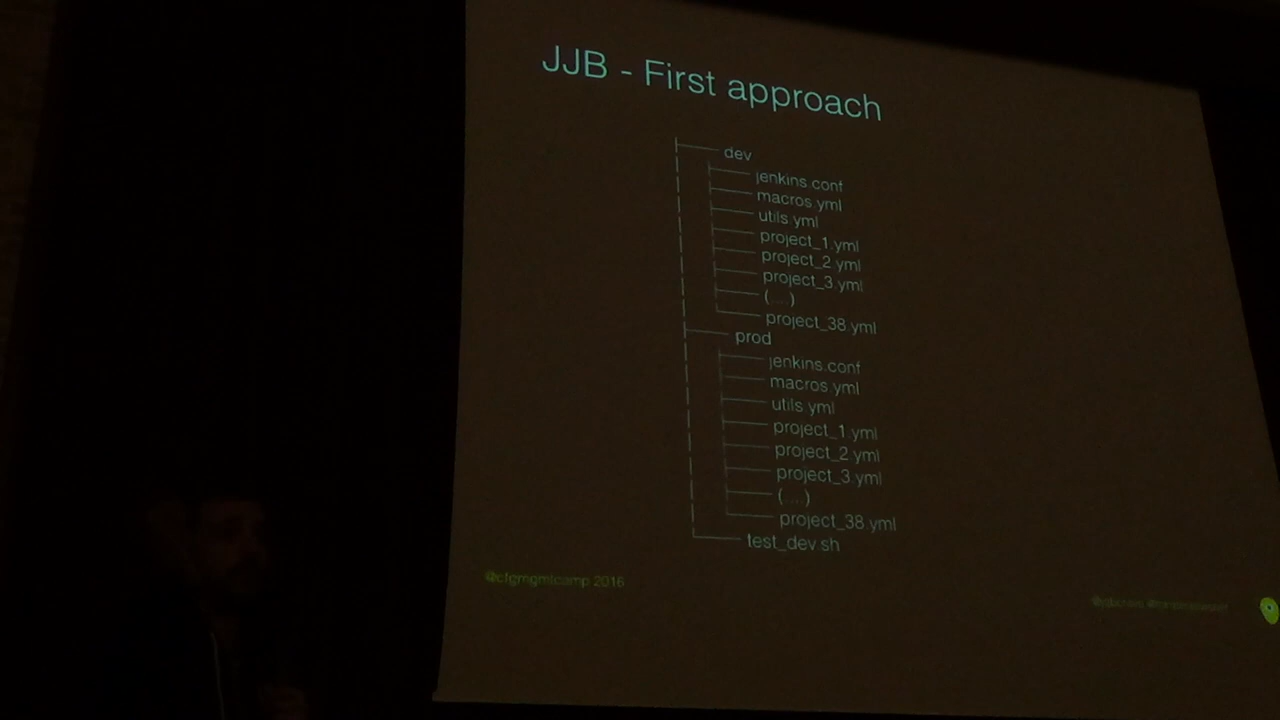 JJB - First approach
dev
jenkins.conf
macros.yml
utils.yml
project_1.yml
project_2.yml
project_3.yml
(....)
project_38.yml
prod
jenkins.conf
macros.yml
utils.yml
project_1.yml
project_2.yml
project_3.yml
(....)
project_38.yml
test_dev.sh
@cfgmgmtcamp 2016